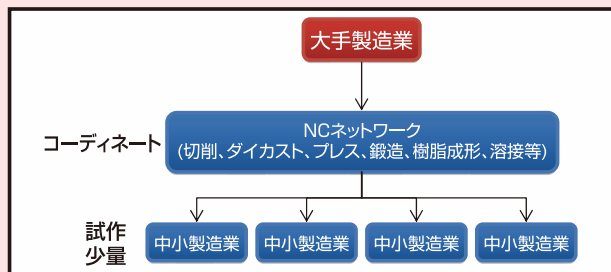 大手製造業
コーディネート
NCネットワーク
(切削、ダイカスト、プレス、鍛造、樹脂成形、溶接等)
試作
少量
中小製造業
中小製造業
中小製造業
中小製造業